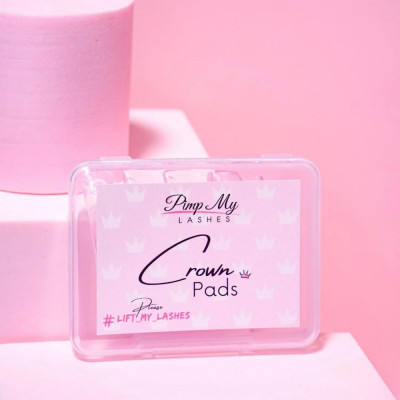 Pimp My
LASHES
Crown
Pads
Please
#LIFT_MY_LASHES